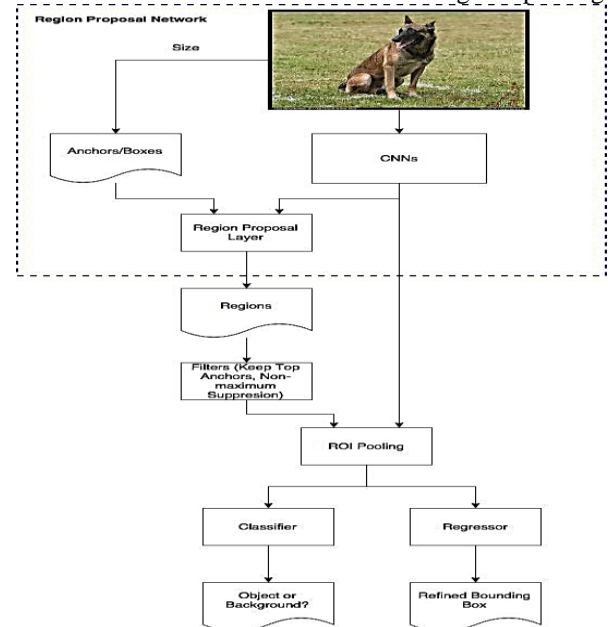 Region Proposal Network
Size
Anchors/Boxes
CNNs
Region Proposal
Layer
Regions
Filters (Keep Top
Anchors, Non-
maximum
Suppresion)
ROI Pooling
Classifier
Regressor
Object or
Background?
Refined Bounding
Box